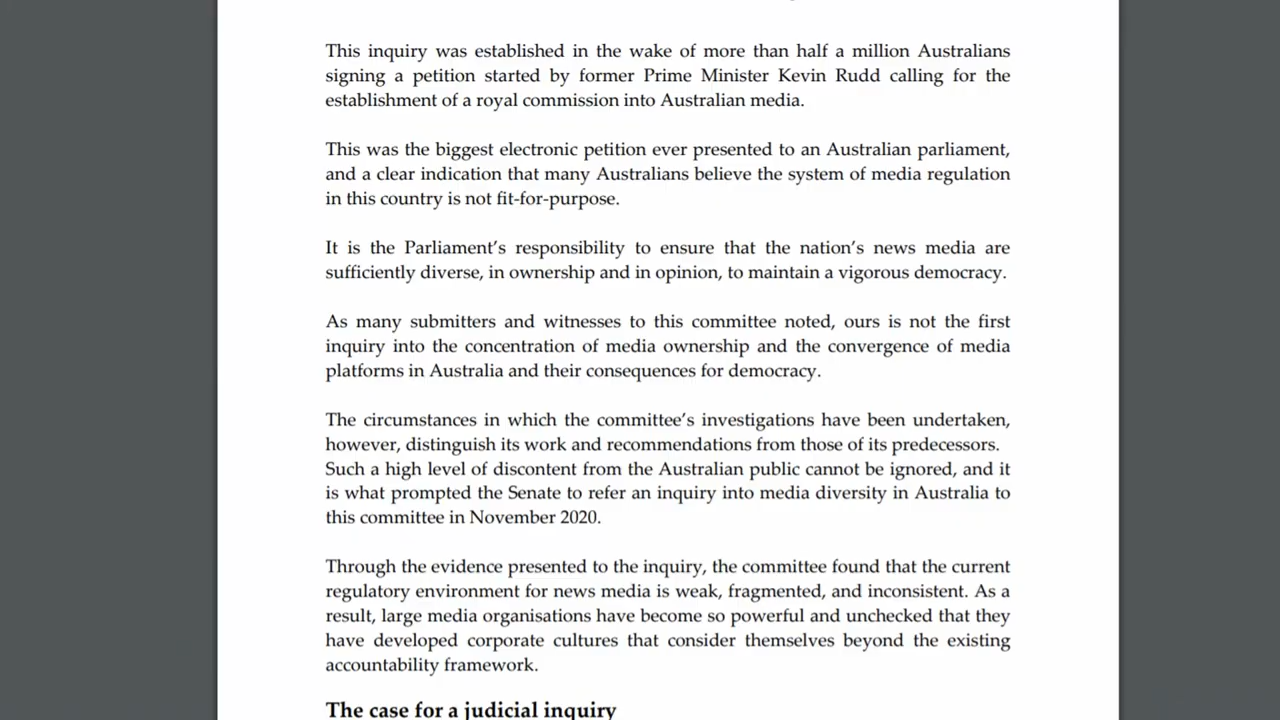 This inquiry was established in the wake of more than half a million Australians
signing a petition started by former Prime Minister Kevin Rudd calling for the
establishment of a royal commission into Australian media.
This was the biggest electronic petition ever presented to an Australian parliament,
and a clear indication that many Australians believe the system of media regulation
in this country is not fit-for-purpose.
It is the Parliament’s responsibility to ensure that the nation’s news media are
sufficiently diverse, in ownership and in opinion, to maintain a vigorous democracy.
As many submitters and witnesses to this committee noted, ours is not the first
inquiry into the concentration of media ownership and the convergence of media
platforms in Australia and their consequences for democracy.
The circumstances in which the committee’s investigations have been undertaken,
however, distinguish its work and recommendations from those of its predecessors.
Such a high level of discontent from the Australian public cannot be ignored, and it
is what prompted the Senate to refer an inquiry into media diversity in Australia to
this committee in November 2020.
Through the evidence presented to the inquiry, the committee found that the current
regulatory environment for news media is weak, fragmented, and inconsistent. As a
result, large media organisations have become so powerful and unchecked that they
have developed corporate cultures that consider themselves beyond the existing
accountability framework.
The case for a judicial inquiry